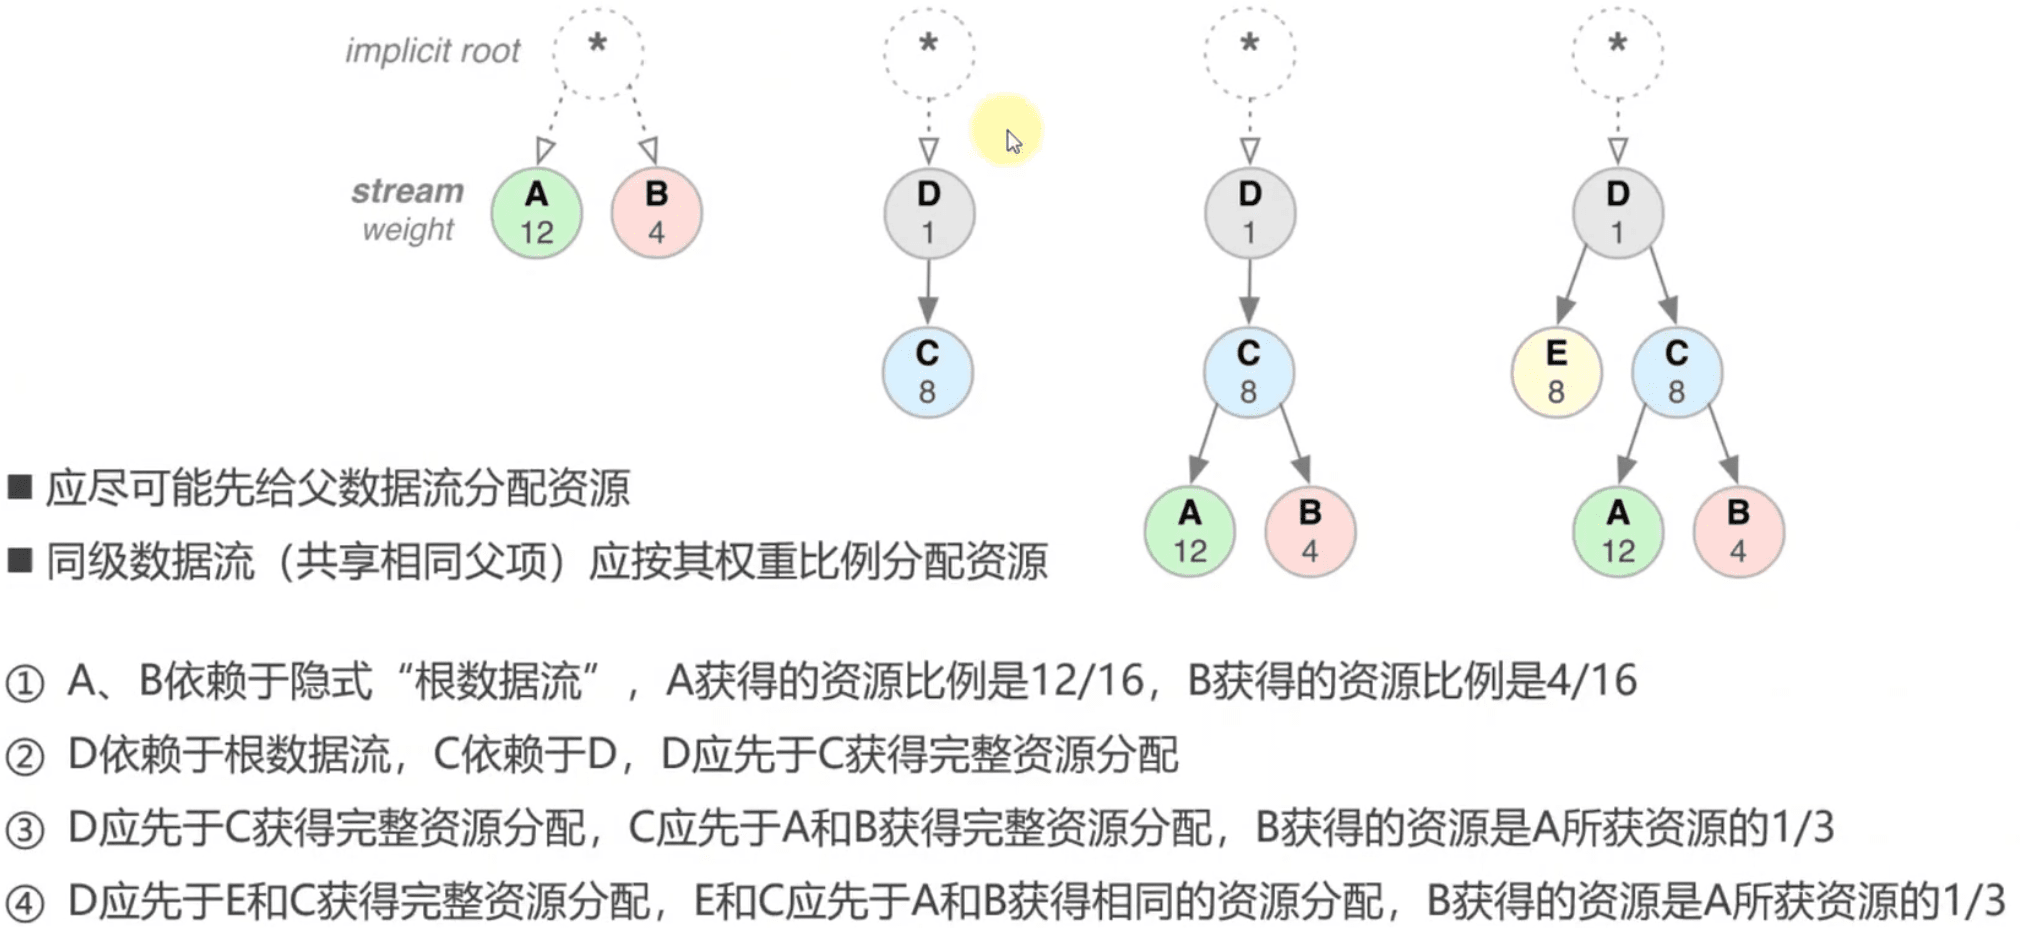 implicit root * * * *
stream
weight
A
12
B
4
D
1
D
1
D
1
C
8
C
8
E
8
C
8
A
12
B
4
A
12
B
4
■ 应尽可能先给父数据流分配资源
■ 同级数据流（共享相同父项）应按其权重比例分配资源
① A、B依赖于隐式“根数据流”，A获得的资源比例是12/16，B获得的资源比例是4/16
② D依赖于根数据流，C依赖于D，D应先于C获得完整资源分配
③ D应先于C获得完整资源分配，C应先于A和B获得完整资源分配，B获得的资源是A所获资源的1/3
④ D应先于E和C获得完整资源分配，E和C应先于A和B获得相同的资源分配，B获得的资源是A所获资源的1/3